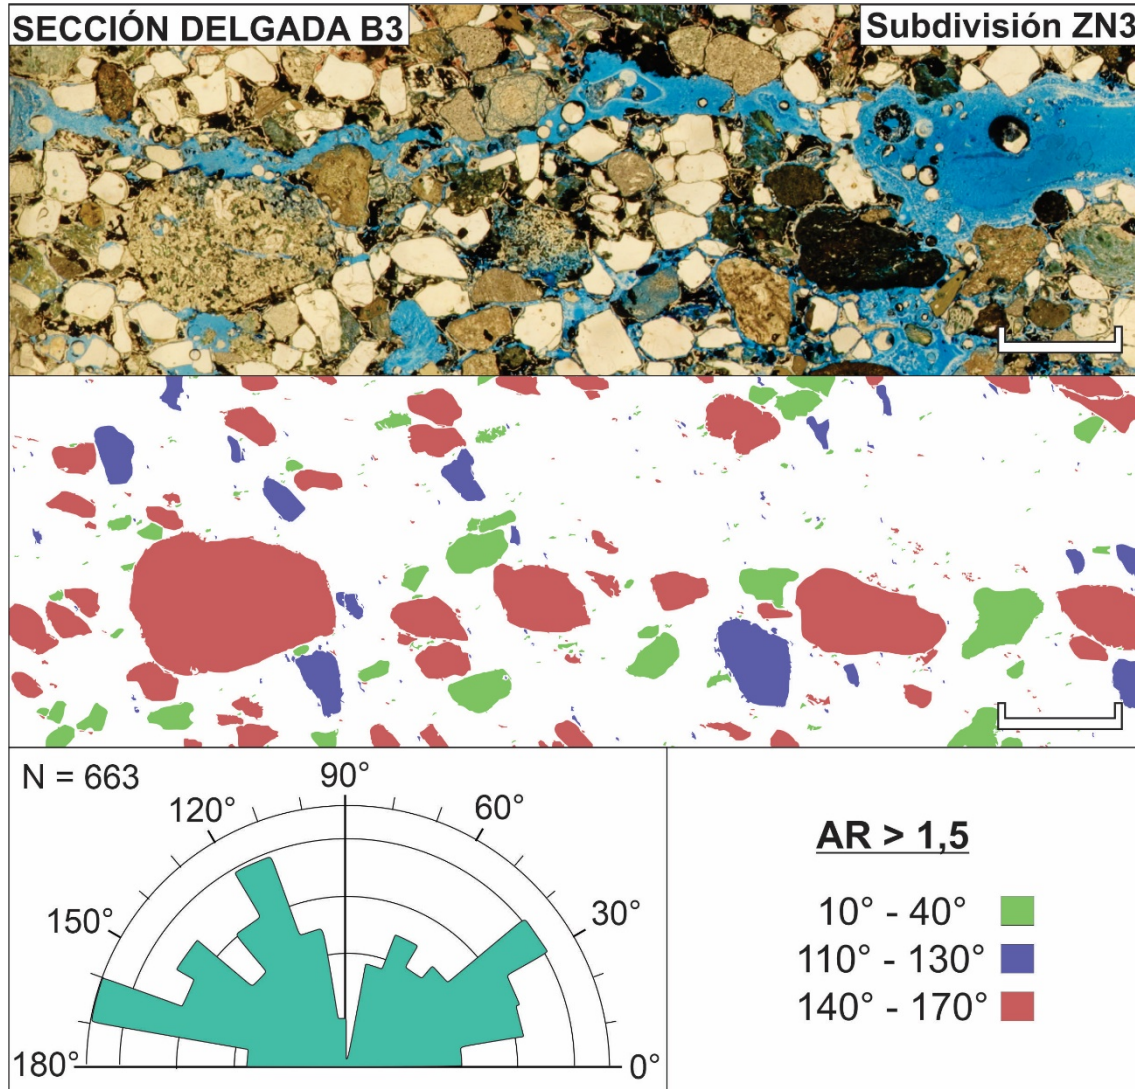 SECCIÓN DELGADA B3
Subdivisión ZN3
N = 663
90°
120°
60°
150°
30°
180°
0°
AR > 1,5
10° - 40°
110° - 130°
140° - 170°